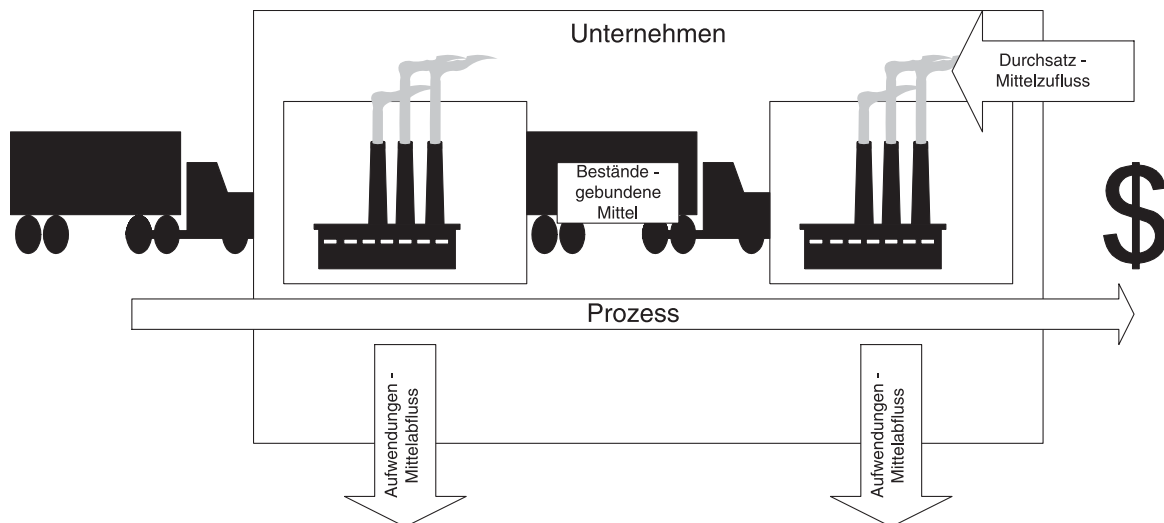 Unternehmen
Durchsatz -
Mittelzufluss
Bestände -
gebundene
Mittel
$
Prozess
Aufwendungen -
Mittelabfluss
Aufwendungen -
Mittelabfluss